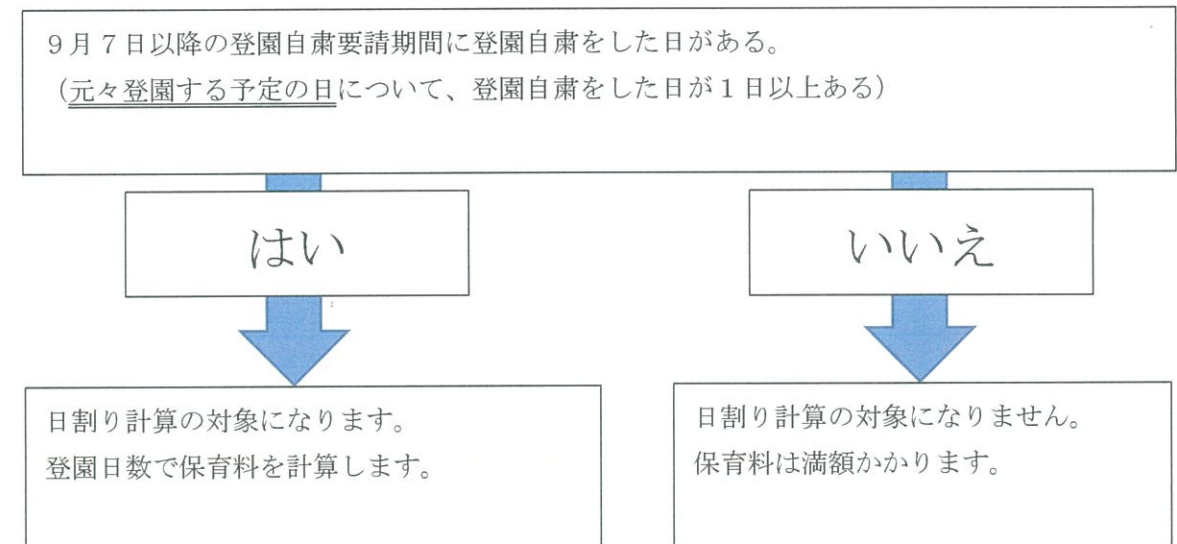 9月7日以降の登園自粛要請期間に登園自粛をした日がある。
（元々登園する予定の日について、登園自粛をした日が1日以上ある）
はい
いいえ
日割り計算の対象になります。
登園日数で保育料を計算します。
日割り計算の対象になりません。
保育料は満額かかります。